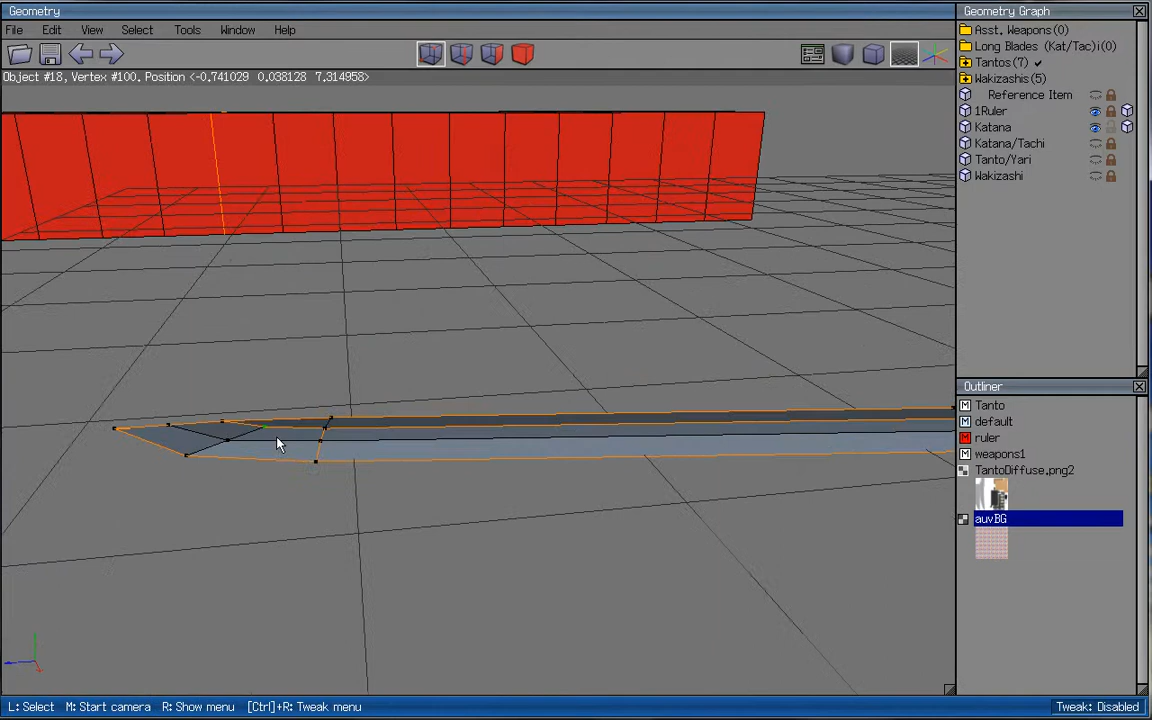 Geometry
File Edit View Select Tools Window Help
Object #18, Vertex #100. Position <-0.741029 0.038128 7.314958>
Geometry Graph
Asst. Weapons(0)
Long Blades (Kat/Tac)i(0)
Tantos(7)
Wakizashis(5)
Reference Item
1Ruler
Katana
Katana/Tachi
Tanto/Yari
Wakizashi
Outliner
M Tanto
M default
M ruler
M weapons1
TantoDiffuse.png2
auvBG
L: Select M: Start camera R: Show menu [Ctrl]+R: Tweak menu
Tweak: Disabled